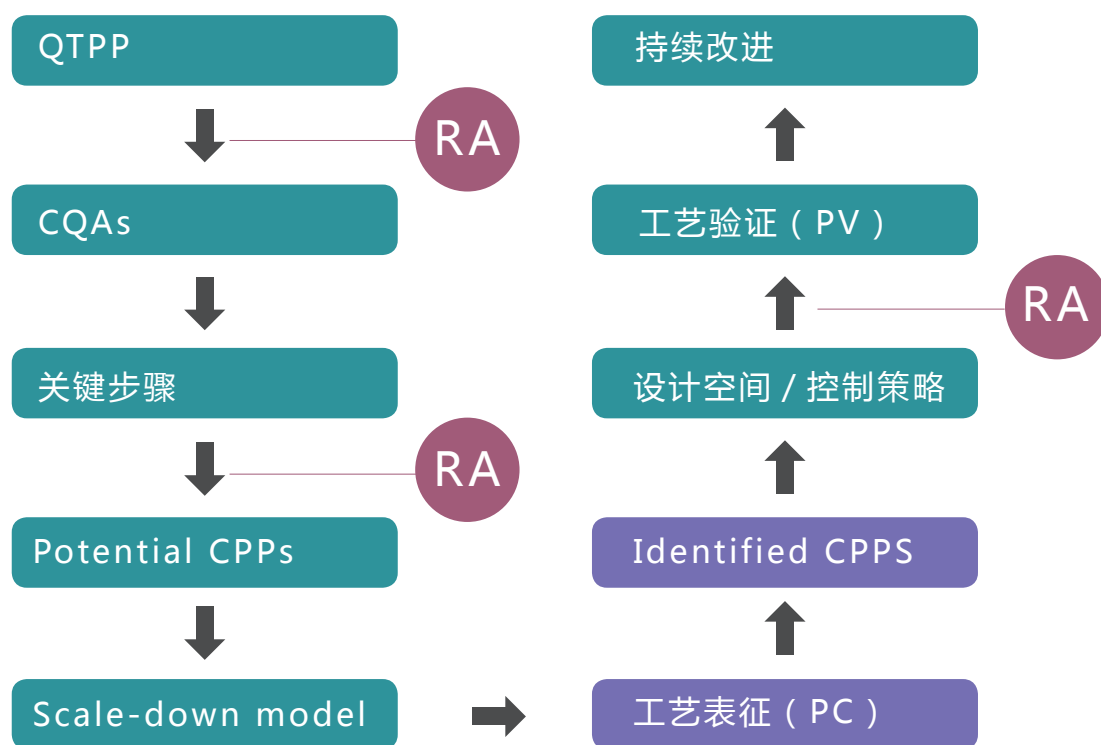 QTPP
RA
CQAs
关键步骤
RA
Potential CPPs
Scale-down model
持续改进
工艺验证（PV）
RA
设计空间/控制策略
Identified CPPS
工艺表征（PC）